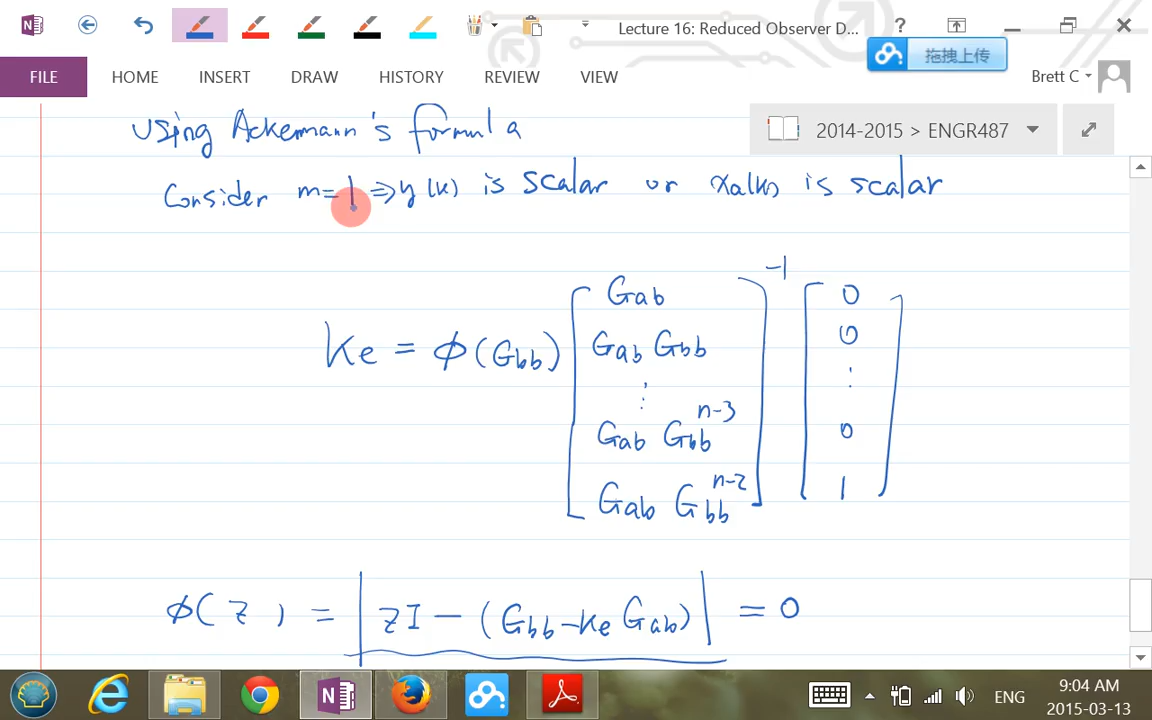 Lecture 16: Reduced Observer D...
?
拖拽上传
FILE HOME INSERT DRAW HISTORY REVIEW VIEW
Brett C
using Ackermann's formula
2014-2015 > ENGR487
Consider m=1 ⇒ y(k) is scalar or xa(k) is scalar
Ke = φ(Gbb) [Gab; Gab Gbb; ⋮; Gab Gbb^n-3; Gab Gbb^n-2]^-1 [0; 0; ⋮; 0; 1]
φ(z) = |zI − (Gbb − Ke Gab)| = 0
ENG
9:04 AM
2015-03-13